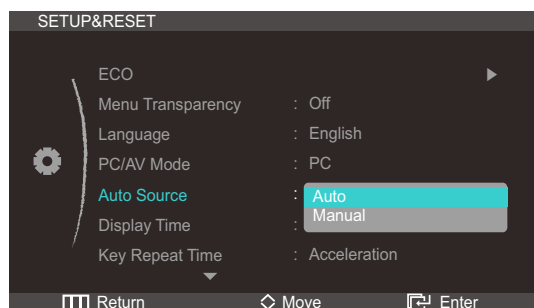 SETUP&RESET
ECO
Menu Transparency : Off
Language : English
PC/AV Mode : PC
Auto Source : Auto
Manual
Display Time :
Key Repeat Time : Acceleration
Return Move Enter